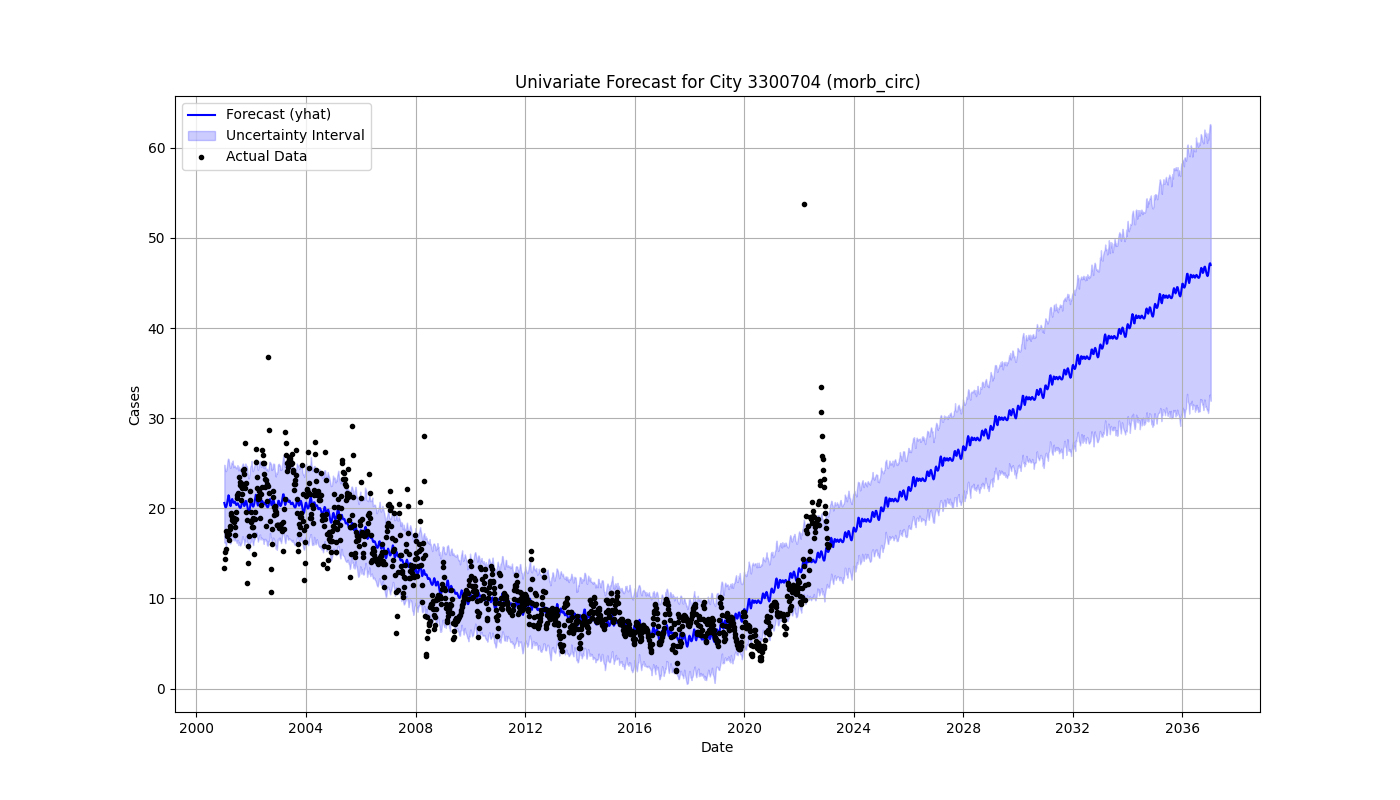 Univariate Forecast for City 3300704 (morb_circ)
Forecast (yhat)
Uncertainty Interval
Actual Data
Cases
60
50
40
30
20
10
0
2000 2004 2008 2012 2016 2020 2024 2028 2032 2036
Date